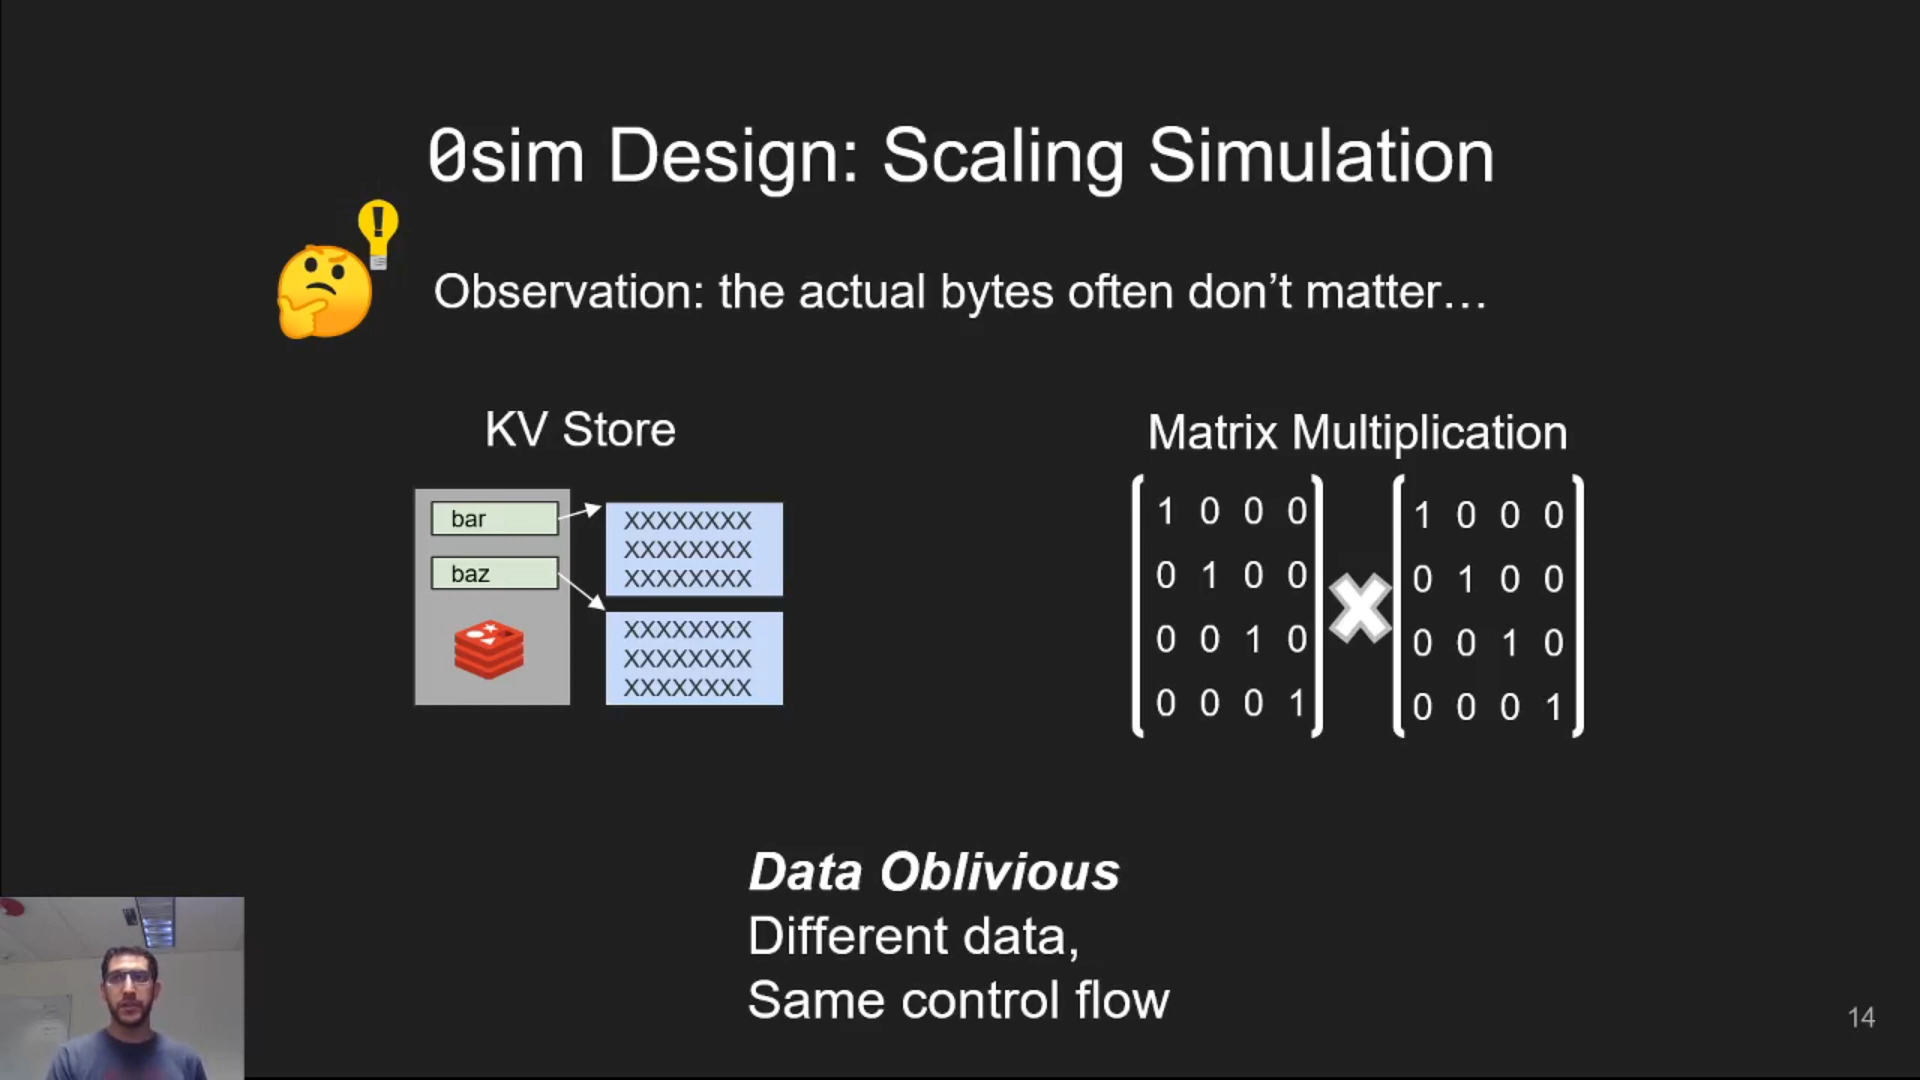 0sim Design: Scaling Simulation
!
Observation: the actual bytes often don’t matter…
KV Store
bar
baz
XXXXXXXX
XXXXXXXX
XXXXXXXX
XXXXXXXX
XXXXXXXX
XXXXXXXX
Matrix Multiplication
1 0 0 0 1 0 0 0
0 1 0 0 0 1 0 0
0 0 1 0 0 0 1 0
0 0 0 1 0 0 0 1
Data Oblivious
Different data,
Same control flow
14